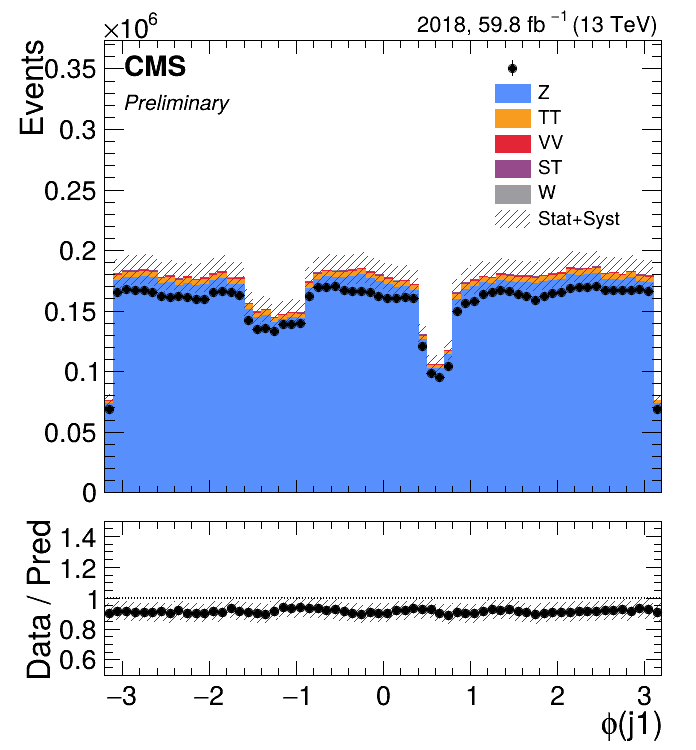 ×10⁶
2018, 59.8 fb⁻¹ (13 TeV)
Events
CMS
Preliminary
Z
TT
VV
ST
W
Stat+Syst
0.35
0.3
0.25
0.2
0.15
0.1
0.05
0
Data / Pred
1.4
1.2
1
0.8
0.6
−3 −2 −1 0 1 2 3
ϕ(j1)